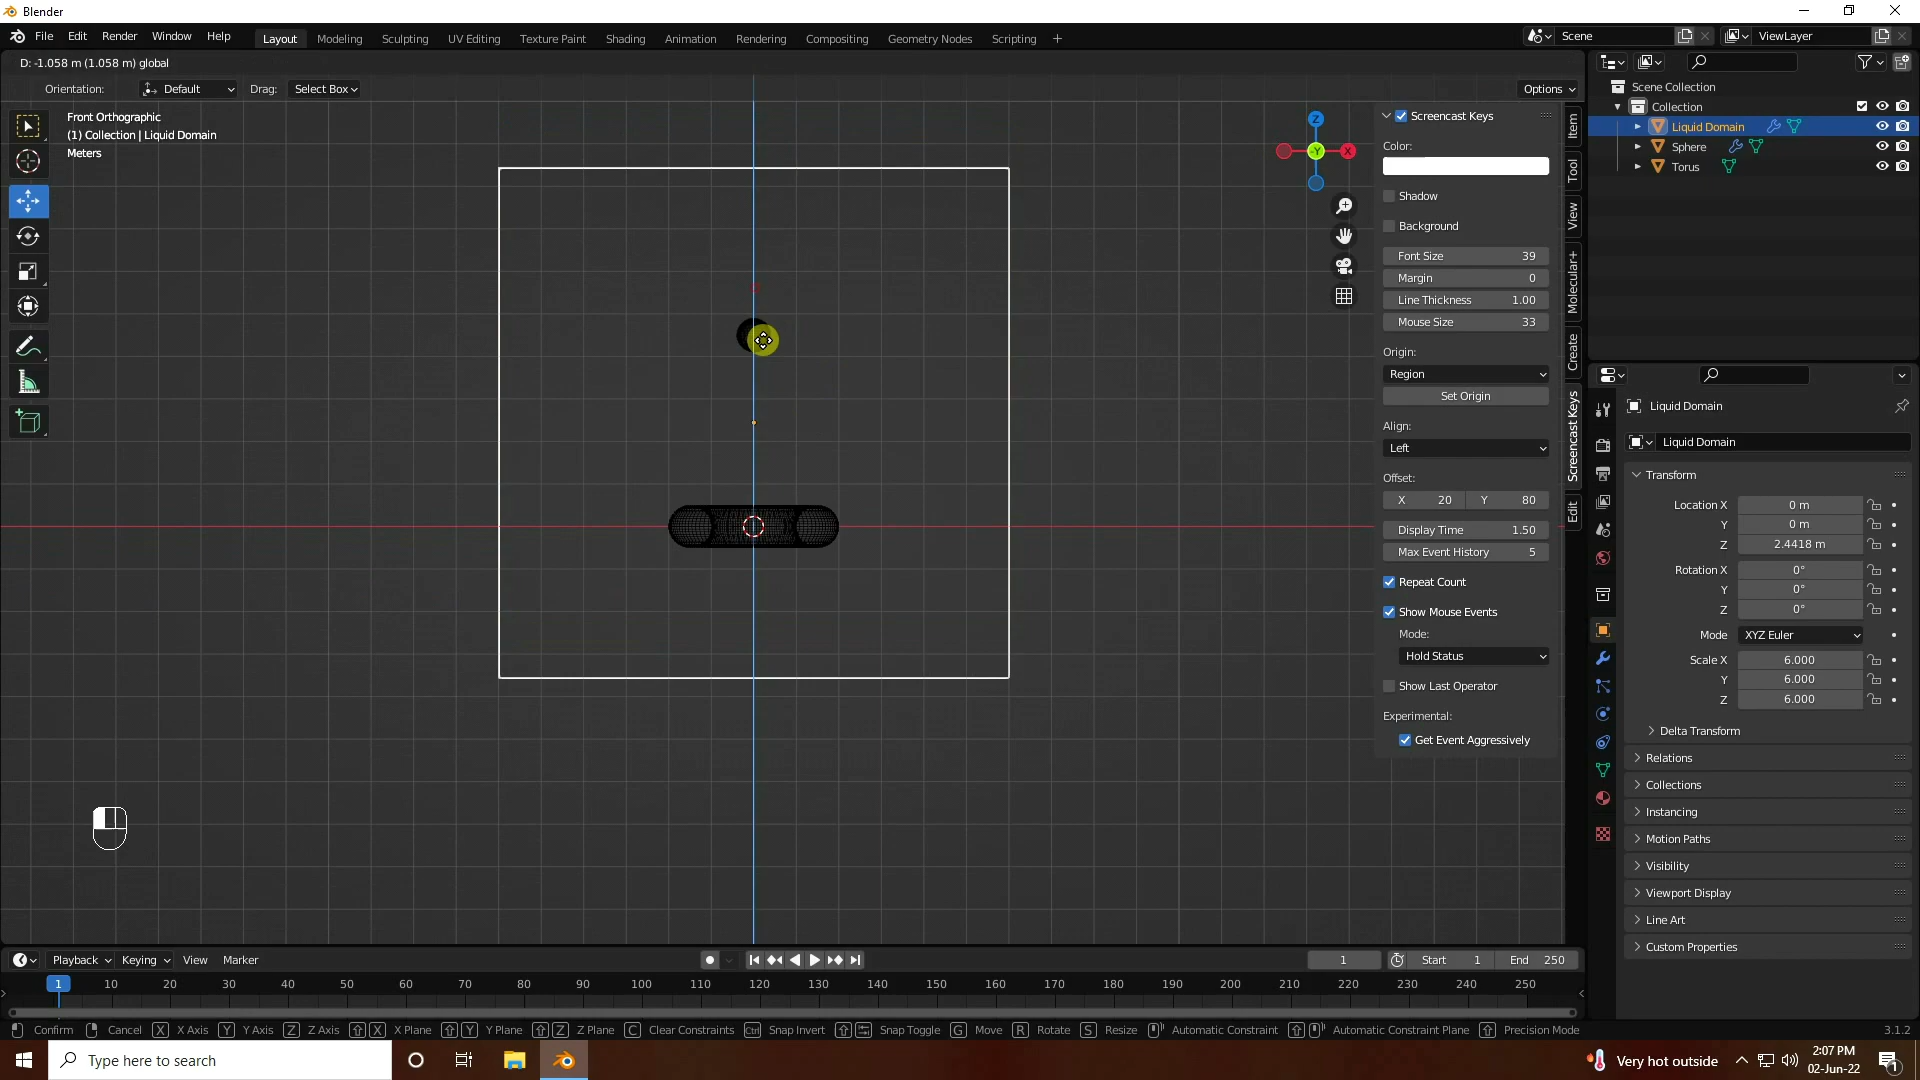 Blender
File Edit Render Window Help
Layout Modeling Sculpting UV Editing Texture Paint Shading Animation Rendering Compositing Geometry Nodes Scripting +
Scene
ViewLayer
D: -1.058 m (1.058 m) global
Orientation: Default Drag: Select Box
Options
Front Orthographic
(1) Collection | Liquid Domain
Meters
Z
X
-Y
Screencast Keys
Color:
Shadow
Background
Font Size 39
Margin 0
Line Thickness 1.00
Mouse Size 33
Origin:
Region
Set Origin
Align:
Left
Offset:
X 20 Y 80
Display Time 1.50
Max Event History 5
Repeat Count
Show Mouse Events
Mode:
Hold Status
Show Last Operator
Experimental:
Get Event Aggressively
Item
Tool
View
Molecular+
Create
Screencast Keys
Edit
Scene Collection
Collection
Liquid Domain
Sphere
Torus
Liquid Domain
Liquid Domain
Transform
Location X 0 m
Y 0 m
Z 2.4418 m
Rotation X 0°
Y 0°
Z 0°
Mode XYZ Euler
Scale X 6.000
Y 6.000
Z 6.000
Delta Transform
Relations
Collections
Instancing
Motion Paths
Visibility
Viewport Display
Line Art
Custom Properties
Playback Keying View Marker
1 Start 1 End 250
1 10 20 30 40 50 60 70 80 90 100 110 120 130 140 150 160 170 180 190 200 210 220 230 240 250
Confirm Cancel X X Axis Y Y Axis Z Z Axis X X Plane Y Y Plane Z Z Plane C Clear Constraints Ctrl Snap Invert Snap Toggle G Move R Rotate S Resize Automatic Constraint Automatic Constraint Plane Precision Mode 3.1.2
Type here to search
Very hot outside
2:07 PM
02-Jun-22
1